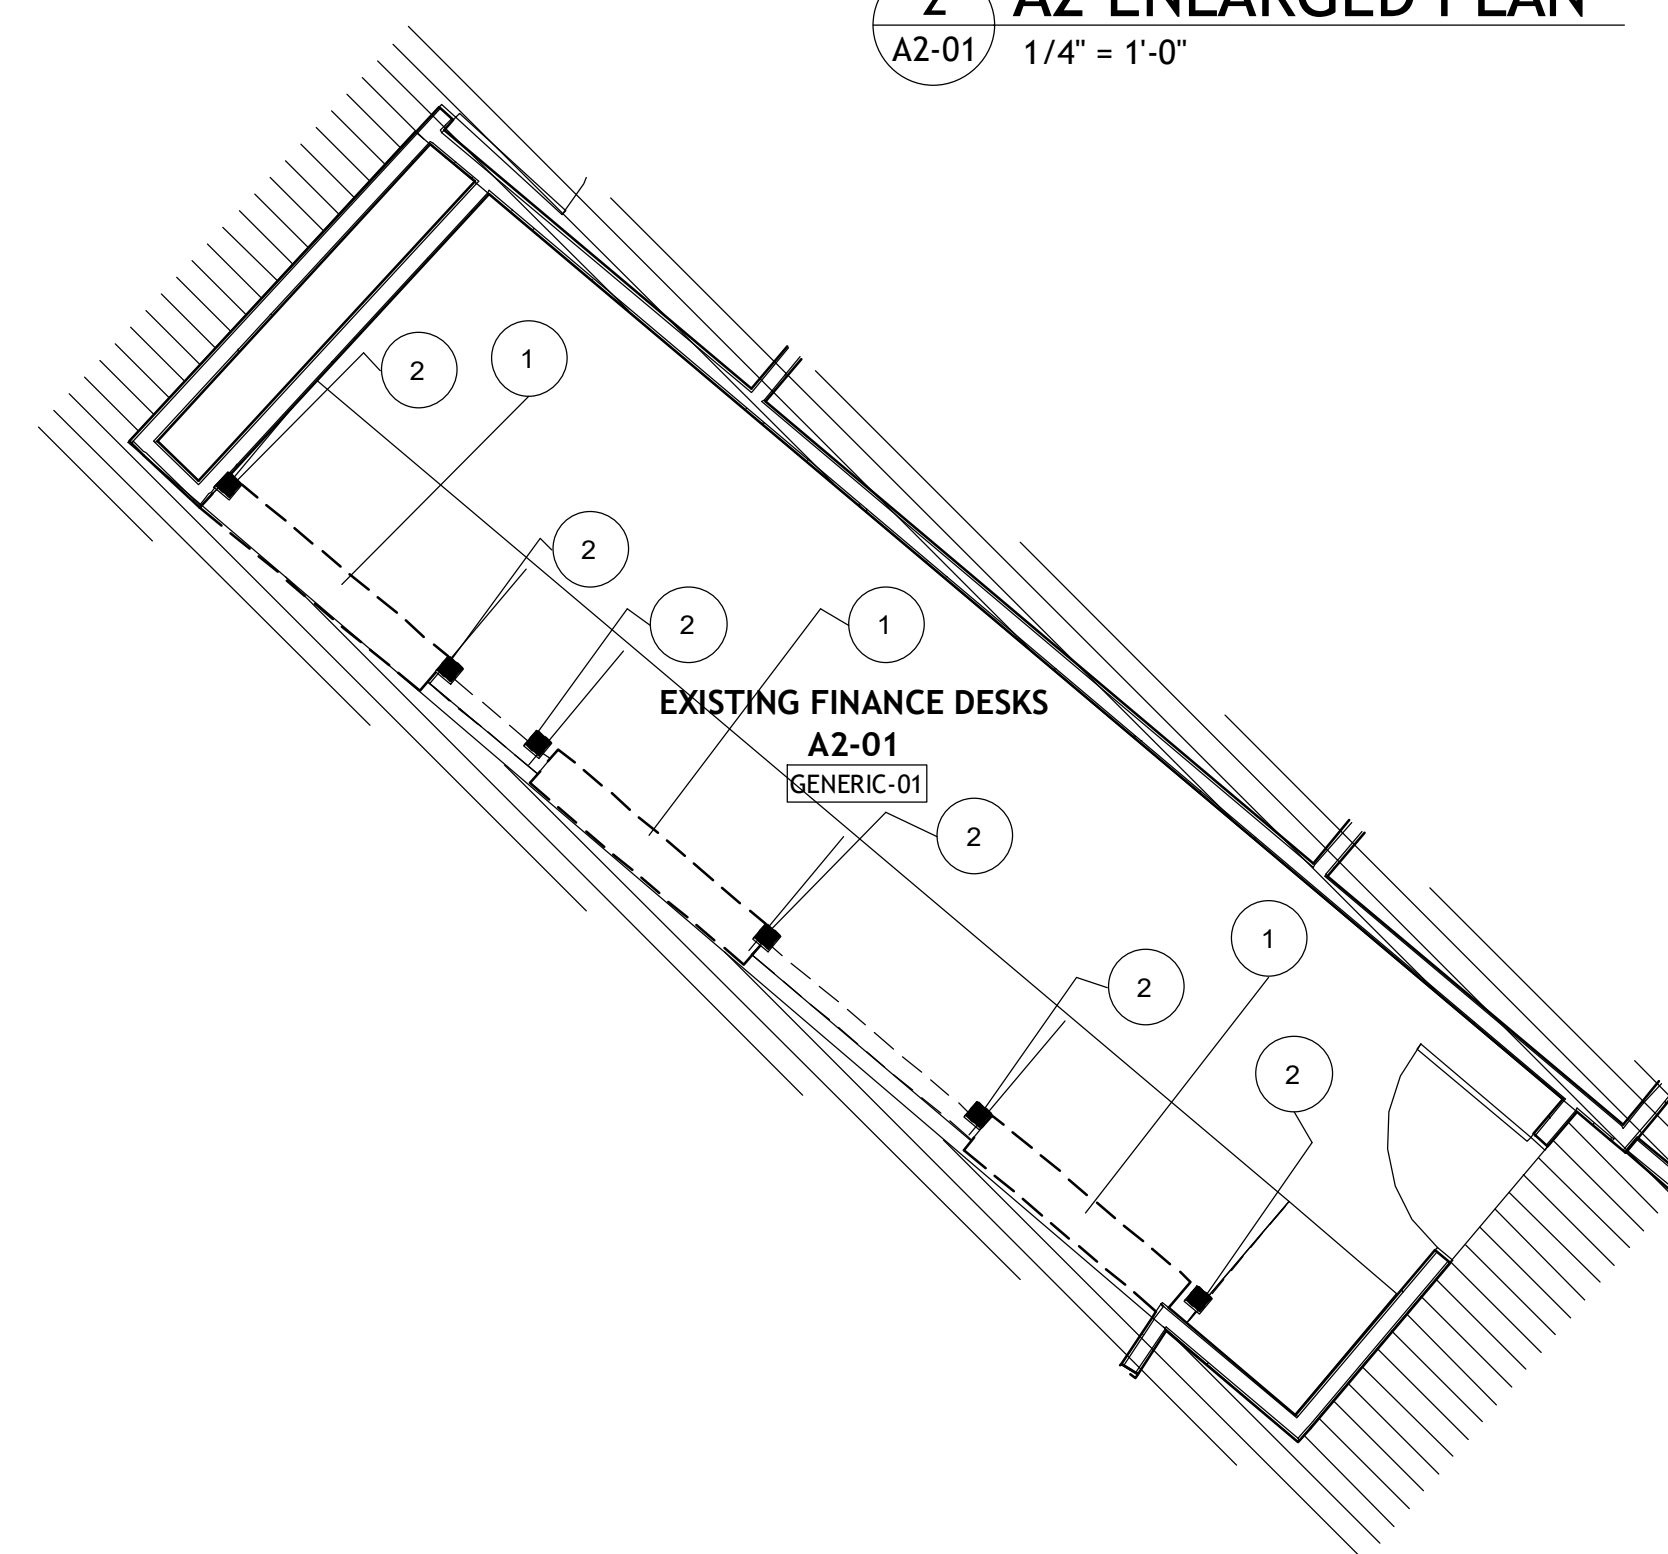 2 A2 ENLARGED PLAN
A2-01 1/4" = 1'-0"
2
1
2
2
1
EXISTING FINANCE DESKS
A2-01
GENERIC-01
2
1
2
2